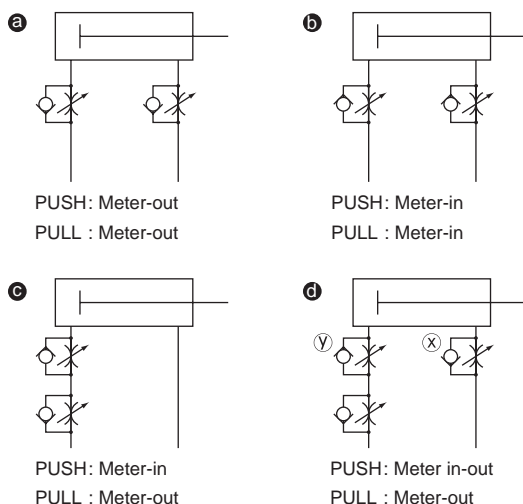 a
b
PUSH: Meter-out
PULL : Meter-out
PUSH: Meter-in
PULL : Meter-in
c
d
y
x
PUSH: Meter-in
PULL : Meter-out
PUSH: Meter in-out
PULL : Meter-out